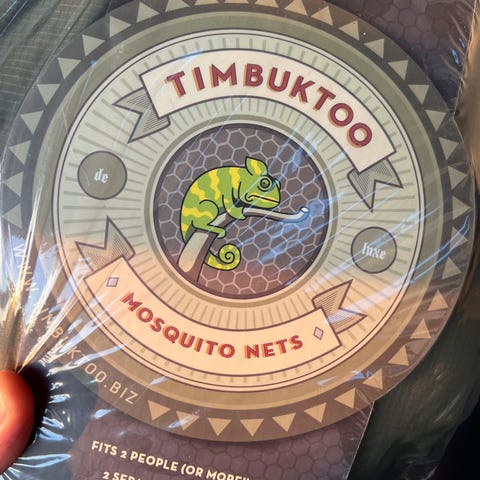 TIMBUKTOO
de
luxe
MOSQUITO NETS
FITS 2 PEOPLE (OR MORE!)